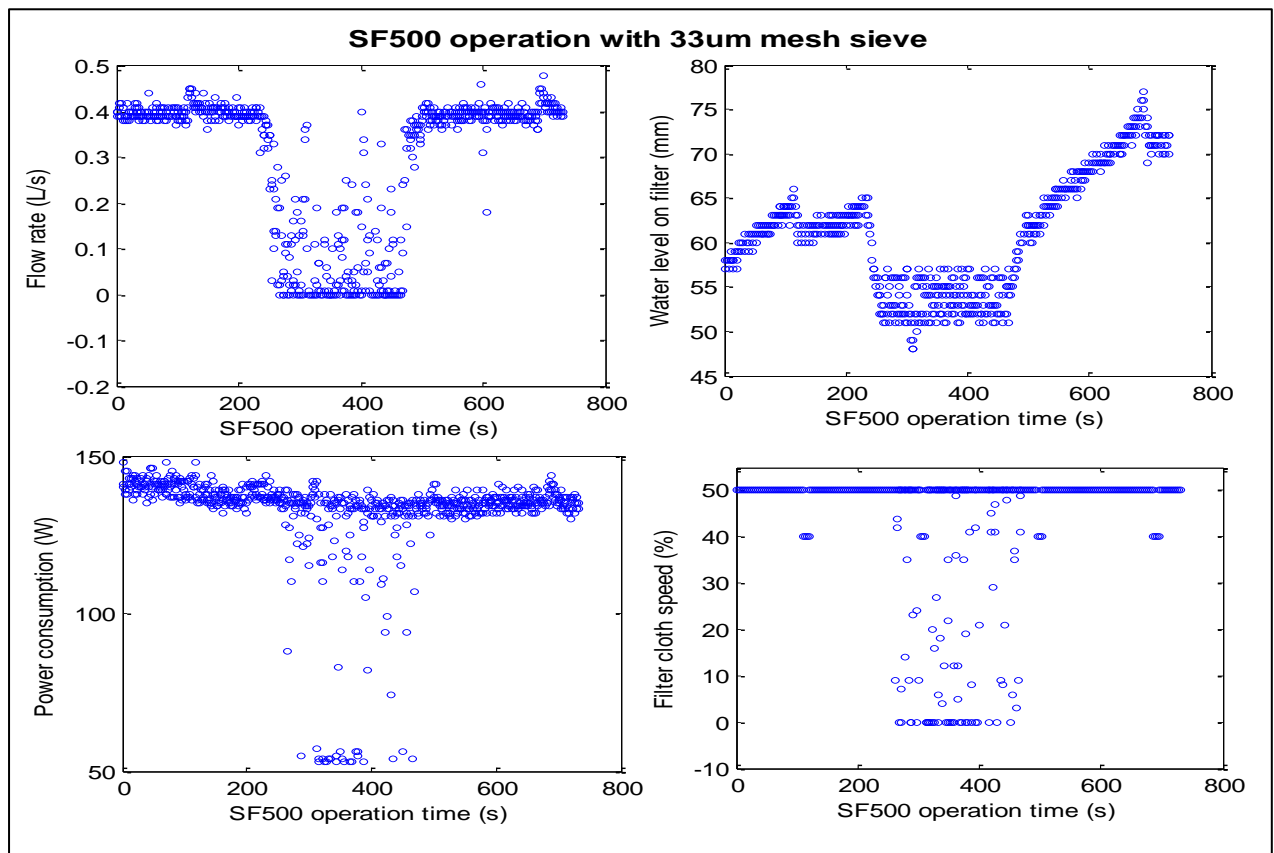 SF500 operation with 33um mesh sieve
0.5
0.4
0.3
0.2
0.1
0
-0.1
-0.2
Flow rate (L/s)
0 200 400 600 800
SF500 operation time (s)
80
75
70
65
60
55
50
45
Water level on filter (mm)
0 200 400 600 800
SF500 operation time (s)
150
100
50
Power consumption (W)
0 200 400 600 800
SF500 operation time (s)
50
40
30
20
10
0
-10
Filter cloth speed (%)
0 200 400 600 800
SF500 operation time (s)